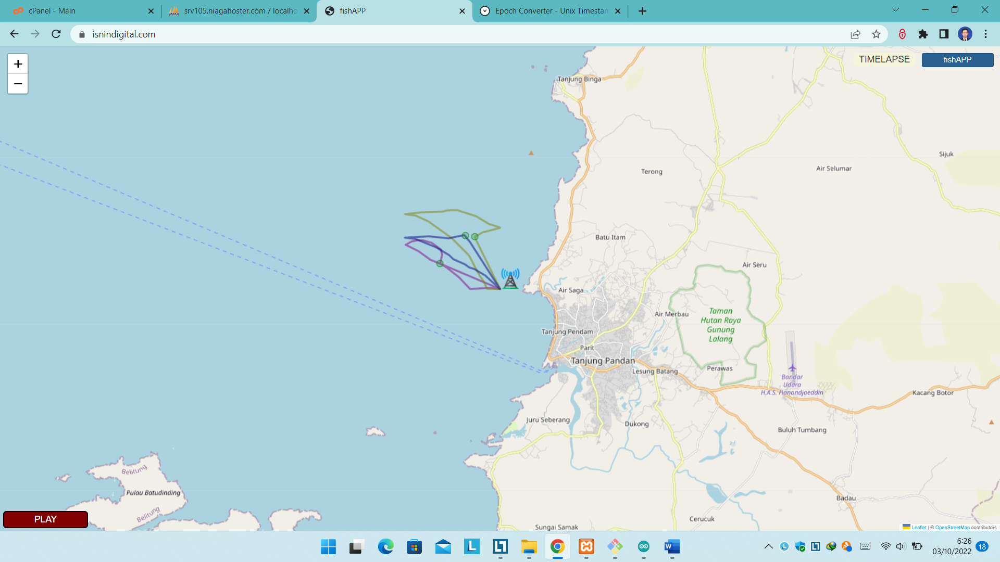 cPanel - Main
srv105.niagahoster.com / localho
fishAPP
Epoch Converter - Unix Timestam
isnindigital.com
+
−
TIMELAPSE
fishAPP
Tanjung Binga
Sijuk
Air Selumar
Terong
Batu Itam
Air Seru
Air Saga
Air Merbau
Taman
Hutan Raya
Gunung
Lalang
Tanjung Pendam
Parit
Tanjung Pandan
Lesung Batang
Perawas
Bandar
Udara
H.A.S. Hanandjoeddin
Kacang Botor
Juru Seberang
Dukong
Buluh Tumbang
Belitung
Pulau Batudinding
Belitung
Badau
Cerucuk
Sungai Samak
PLAY
Leaflet | © OpenStreetMap contributors
6:26
03/10/2022
18